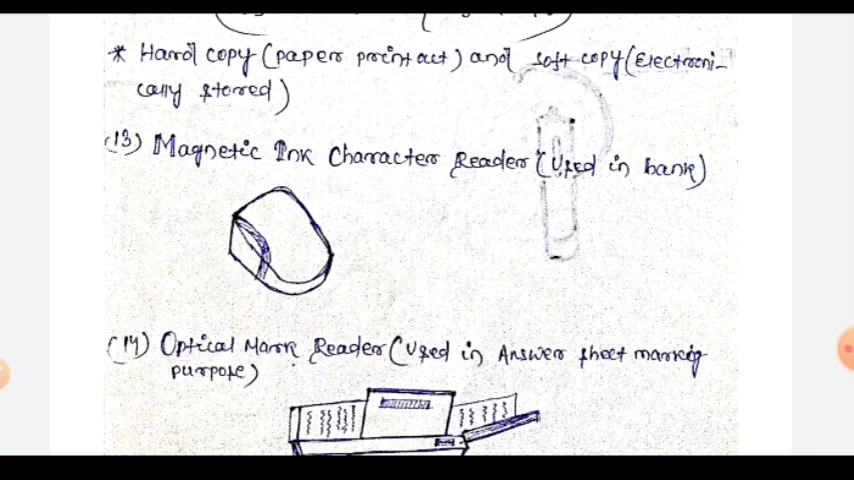 * Hard copy (paper print act) and soft copy (Electroni-
cally stored)
(13) Magnetic Ink Character Reader (Used in bank)
(14) Optical Mark Reader (Used in Answer sheet marking
purpose)